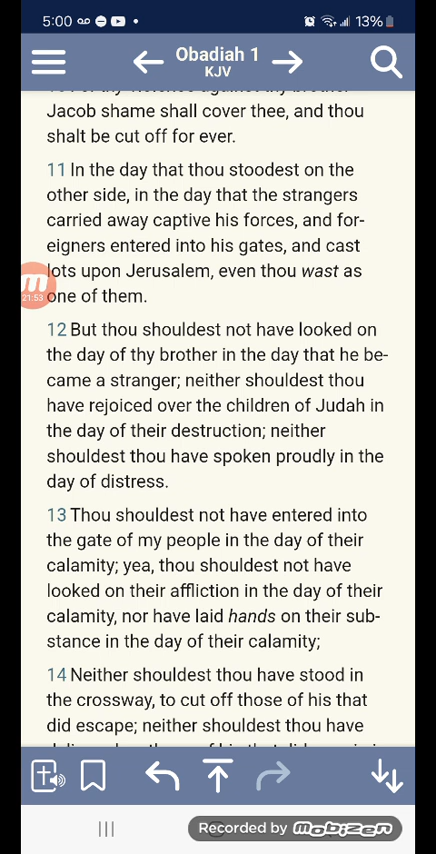 5:00 13%
Obadiah 1
KJV
Jacob shame shall cover thee, and thou
shalt be cut off for ever.
11 In the day that thou stoodest on the
other side, in the day that the strangers
carried away captive his forces, and for-
eigners entered into his gates, and cast
lots upon Jerusalem, even thou wast as
one of them.
21:53
12 But thou shouldest not have looked on
the day of thy brother in the day that he be-
came a stranger; neither shouldest thou
have rejoiced over the children of Judah in
the day of their destruction; neither
shouldest thou have spoken proudly in the
day of distress.
13 Thou shouldest not have entered into
the gate of my people in the day of their
calamity; yea, thou shouldest not have
looked on their affliction in the day of their
calamity, nor have laid hands on their sub-
stance in the day of their calamity;
14 Neither shouldest thou have stood in
the crossway, to cut off those of his that
did escape; neither shouldest thou have
Recorded by mobizen